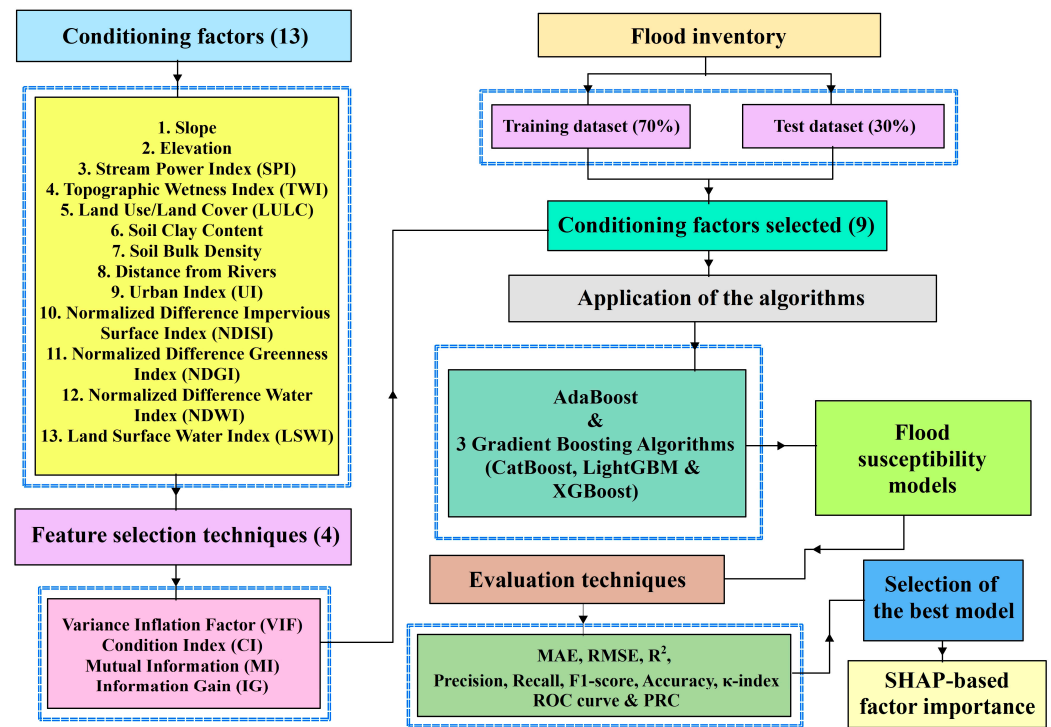 Conditioning factors (13)
1. Slope
2. Elevation
3. Stream Power Index (SPI)
4. Topographic Wetness Index (TWI)
5. Land Use/Land Cover (LULC)
6. Soil Clay Content
7. Soil Bulk Density
8. Distance from Rivers
9. Urban Index (UI)
10. Normalized Difference Impervious
Surface Index (NDISI)
11. Normalized Difference Greenness
Index (NDGI)
12. Normalized Difference Water
Index (NDWI)
13. Land Surface Water Index (LSWI)
Feature selection techniques (4)
Variance Inflation Factor (VIF)
Condition Index (CI)
Mutual Information (MI)
Information Gain (IG)
Flood inventory
Training dataset (70%)
Test dataset (30%)
Conditioning factors selected (9)
Application of the algorithms
AdaBoost
&
3 Gradient Boosting Algorithms
(CatBoost, LightGBM &
XGBoost)
Flood
susceptibility
models
Evaluation techniques
MAE, RMSE, R²,
Precision, Recall, F1-score, Accuracy, κ-index
ROC curve & PRC
Selection of
the best model
SHAP-based
factor importance